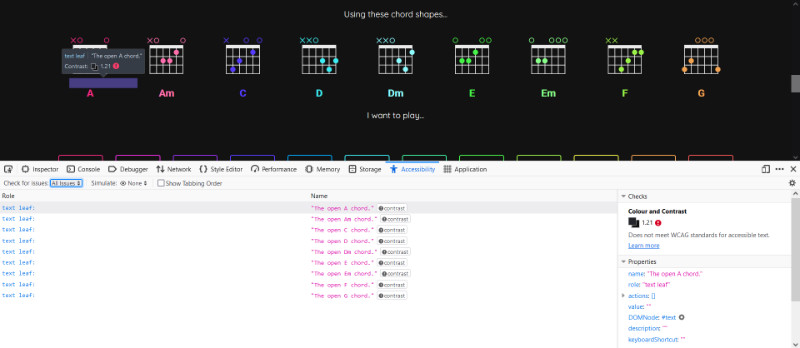 Using these chord shapes...
text leaf "The open A chord."
Contrast: 1.21
A Am C D Dm E Em F G
I want to play...
Inspector Console Debugger Network Style Editor Performance Memory Storage Accessibility Application
Check for issues: All Issues Simulate: None Show Tabbing Order
Role Name
text leaf: "The open A chord." contrast
text leaf: "The open Am chord." contrast
text leaf: "The open C chord." contrast
text leaf: "The open D chord." contrast
text leaf: "The open Dm chord." contrast
text leaf: "The open E chord." contrast
text leaf: "The open Em chord." contrast
text leaf: "The open F chord." contrast
text leaf: "The open G chord." contrast
Checks
Colour and Contrast
1.21
Does not meet WCAG standards for accessible text.
Learn more
Properties
name: "The open A chord."
role: "text leaf"
actions: []
value: ""
DOMNode: #text
description: ""
keyboardShortcut: ""